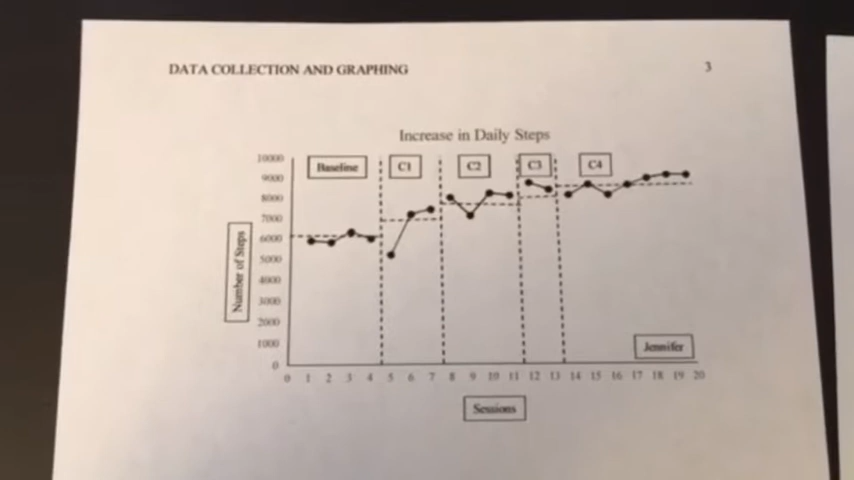 DATA COLLECTION AND GRAPHING 3
Increase in Daily Steps
Baseline C1 C2 C3 C4
10000
9000
8000
7000
6000
5000
4000
3000
2000
1000
0
Number of Steps
Jennifer
0 1 2 3 4 5 6 7 8 9 10 11 12 13 14 15 16 17 18 19 20
Sessions